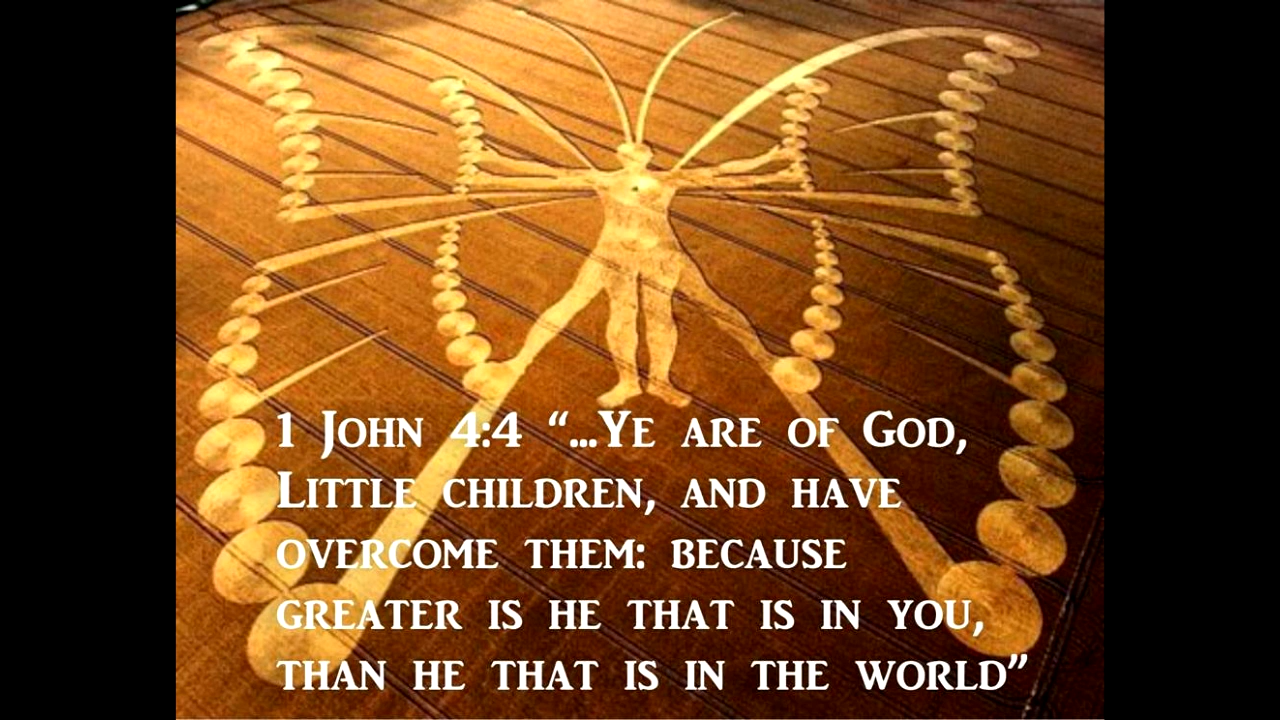 1 John 4:4 “...Ye are of God,
Little children, and have
overcome them: because
greater is he that is in you,
than he that is in the world”